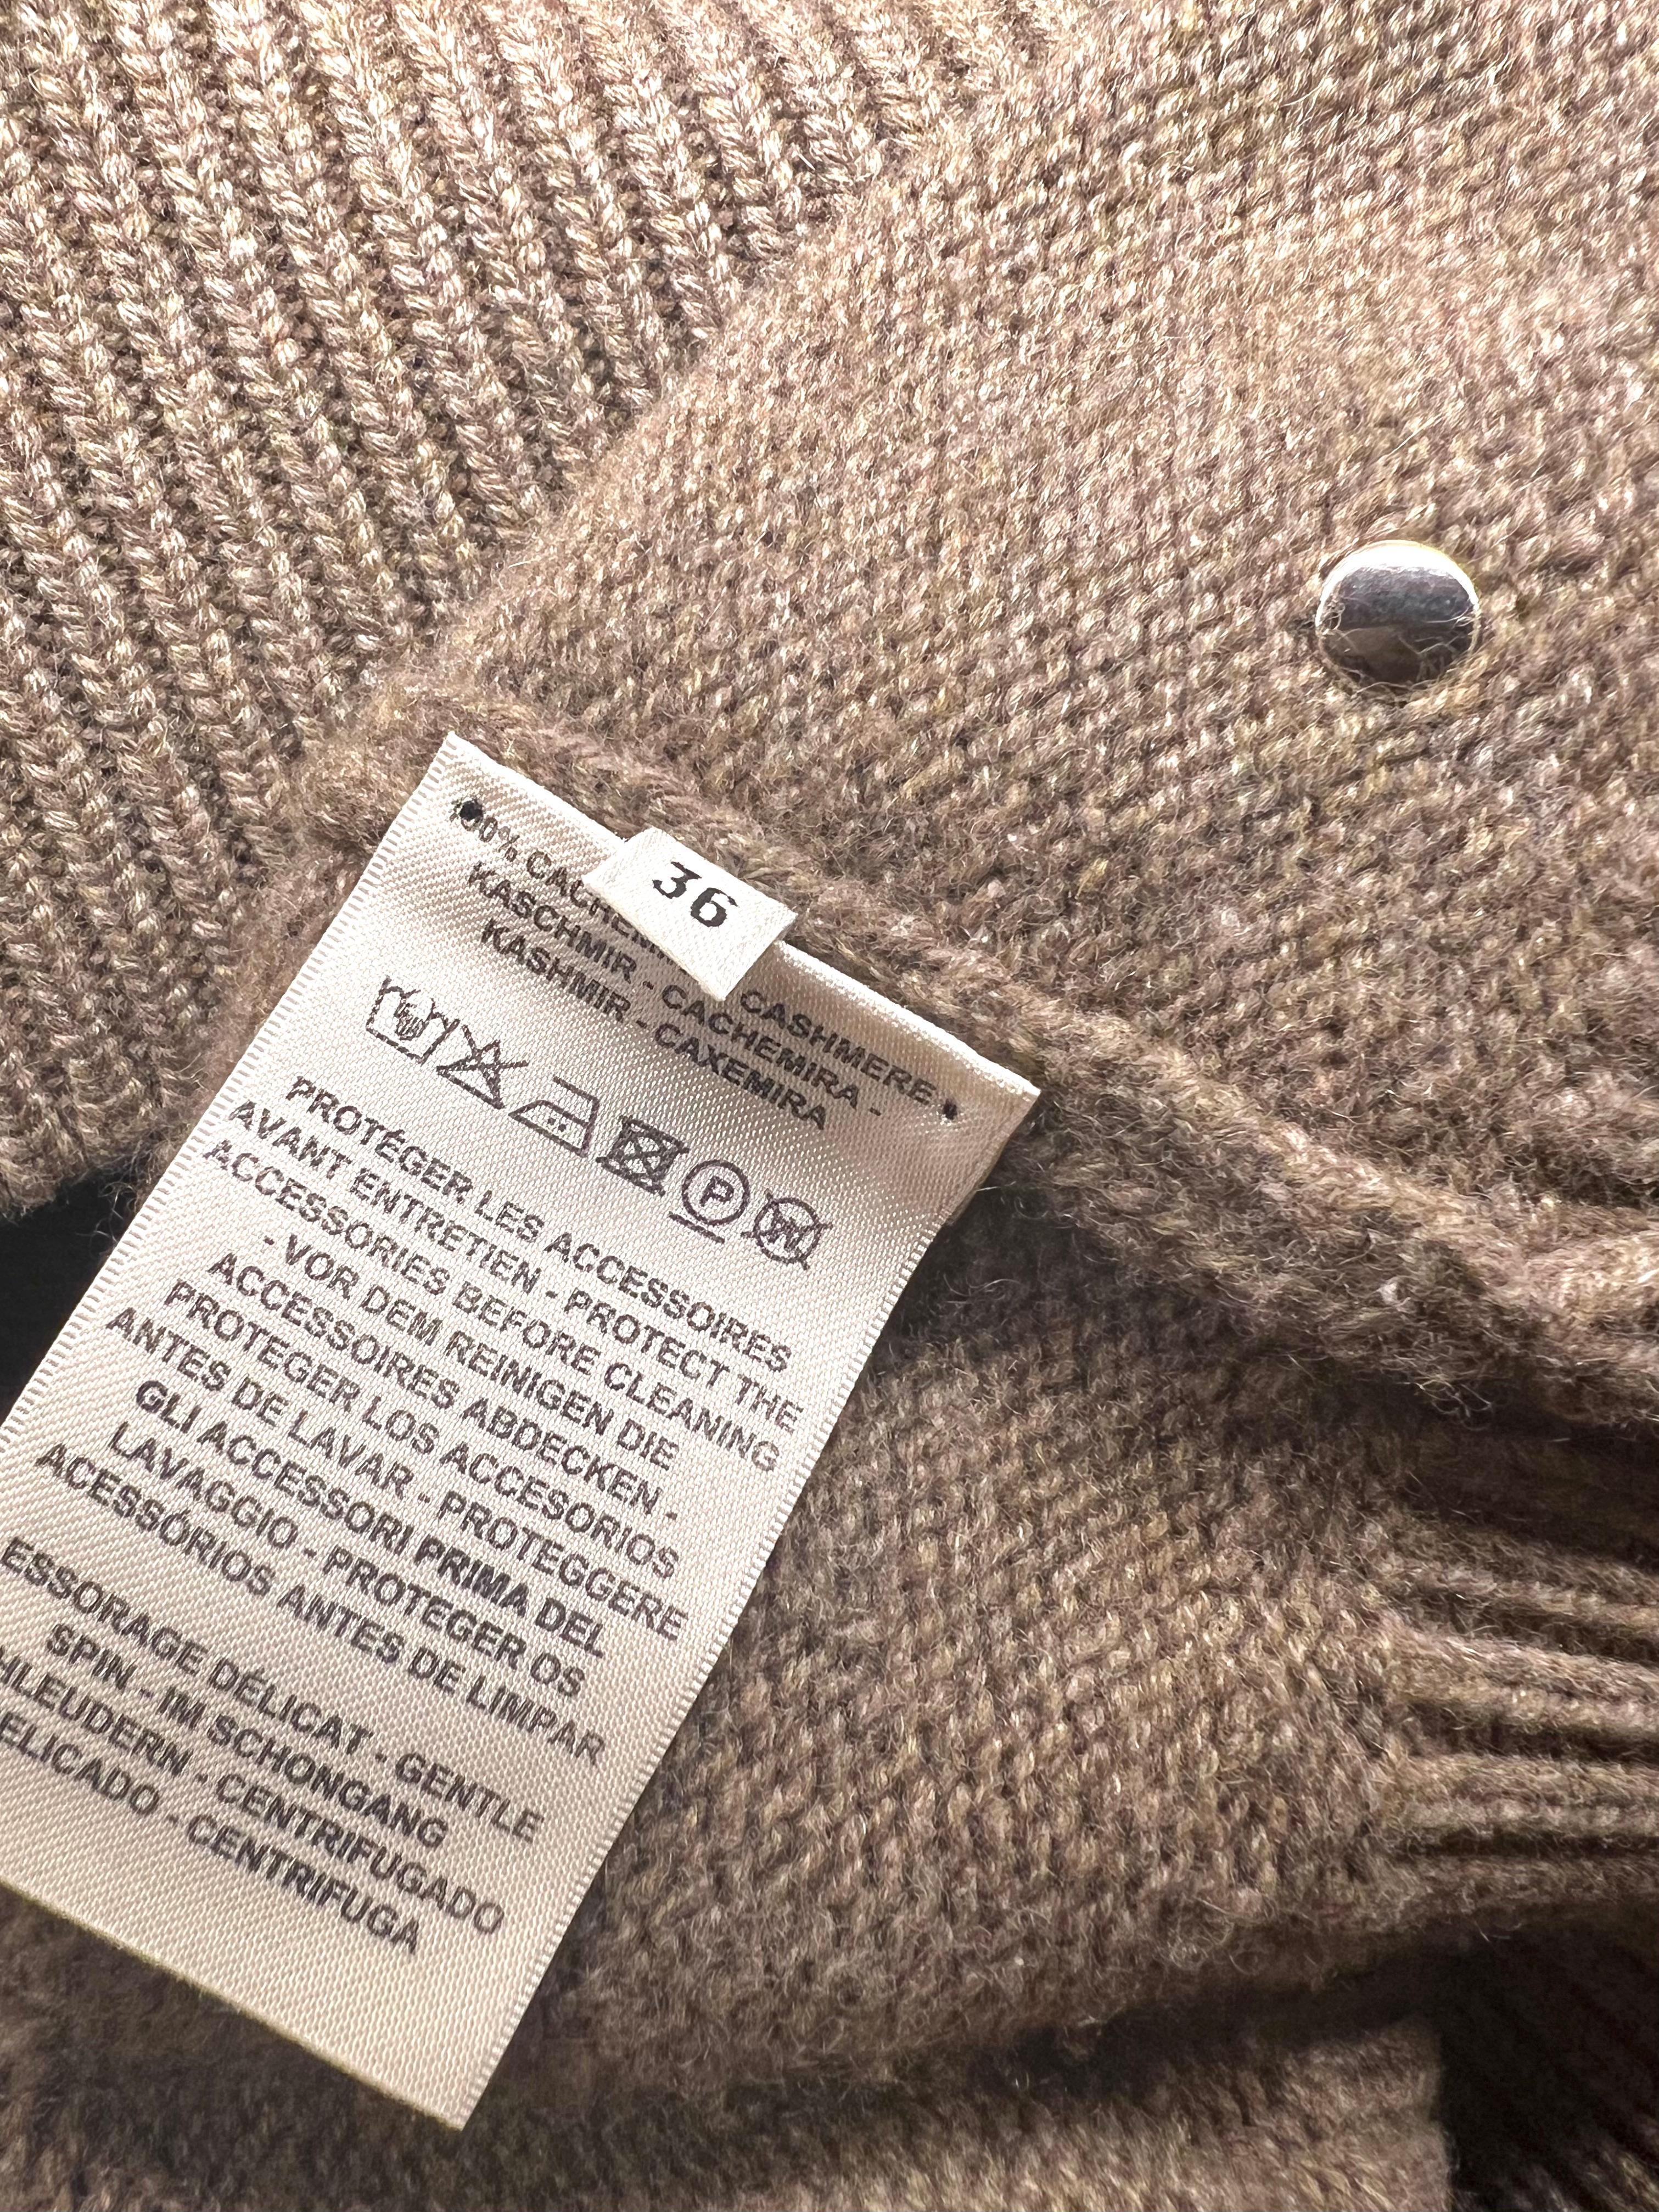 36
100% CACHEMIRE CASHMERE -
KASCHMIR - CACHEMIRA -
KASHMIR - CAXEMIRA
P
W
PROTÉGER LES ACCESSOIRES
AVANT ENTRETIEN - PROTECT THE
ACCESSORIES BEFORE CLEANING
- VOR DEM REINIGEN DIE
ACCESSOIRES ABDECKEN -
PROTEGER LOS ACCESORIOS
ANTES DE LAVAR - PROTEGGERE
GLI ACCESSORI PRIMA DEL
LAVAGGIO - PROTEGER OS
ACESSÓRIOS ANTES DE LIMPAR
ESSORAGE DÉLICAT - GENTLE
SPIN - IM SCHONGANG
HLEUDERN - CENTRIFUGADO
ELICADO - CENTRIFUGA